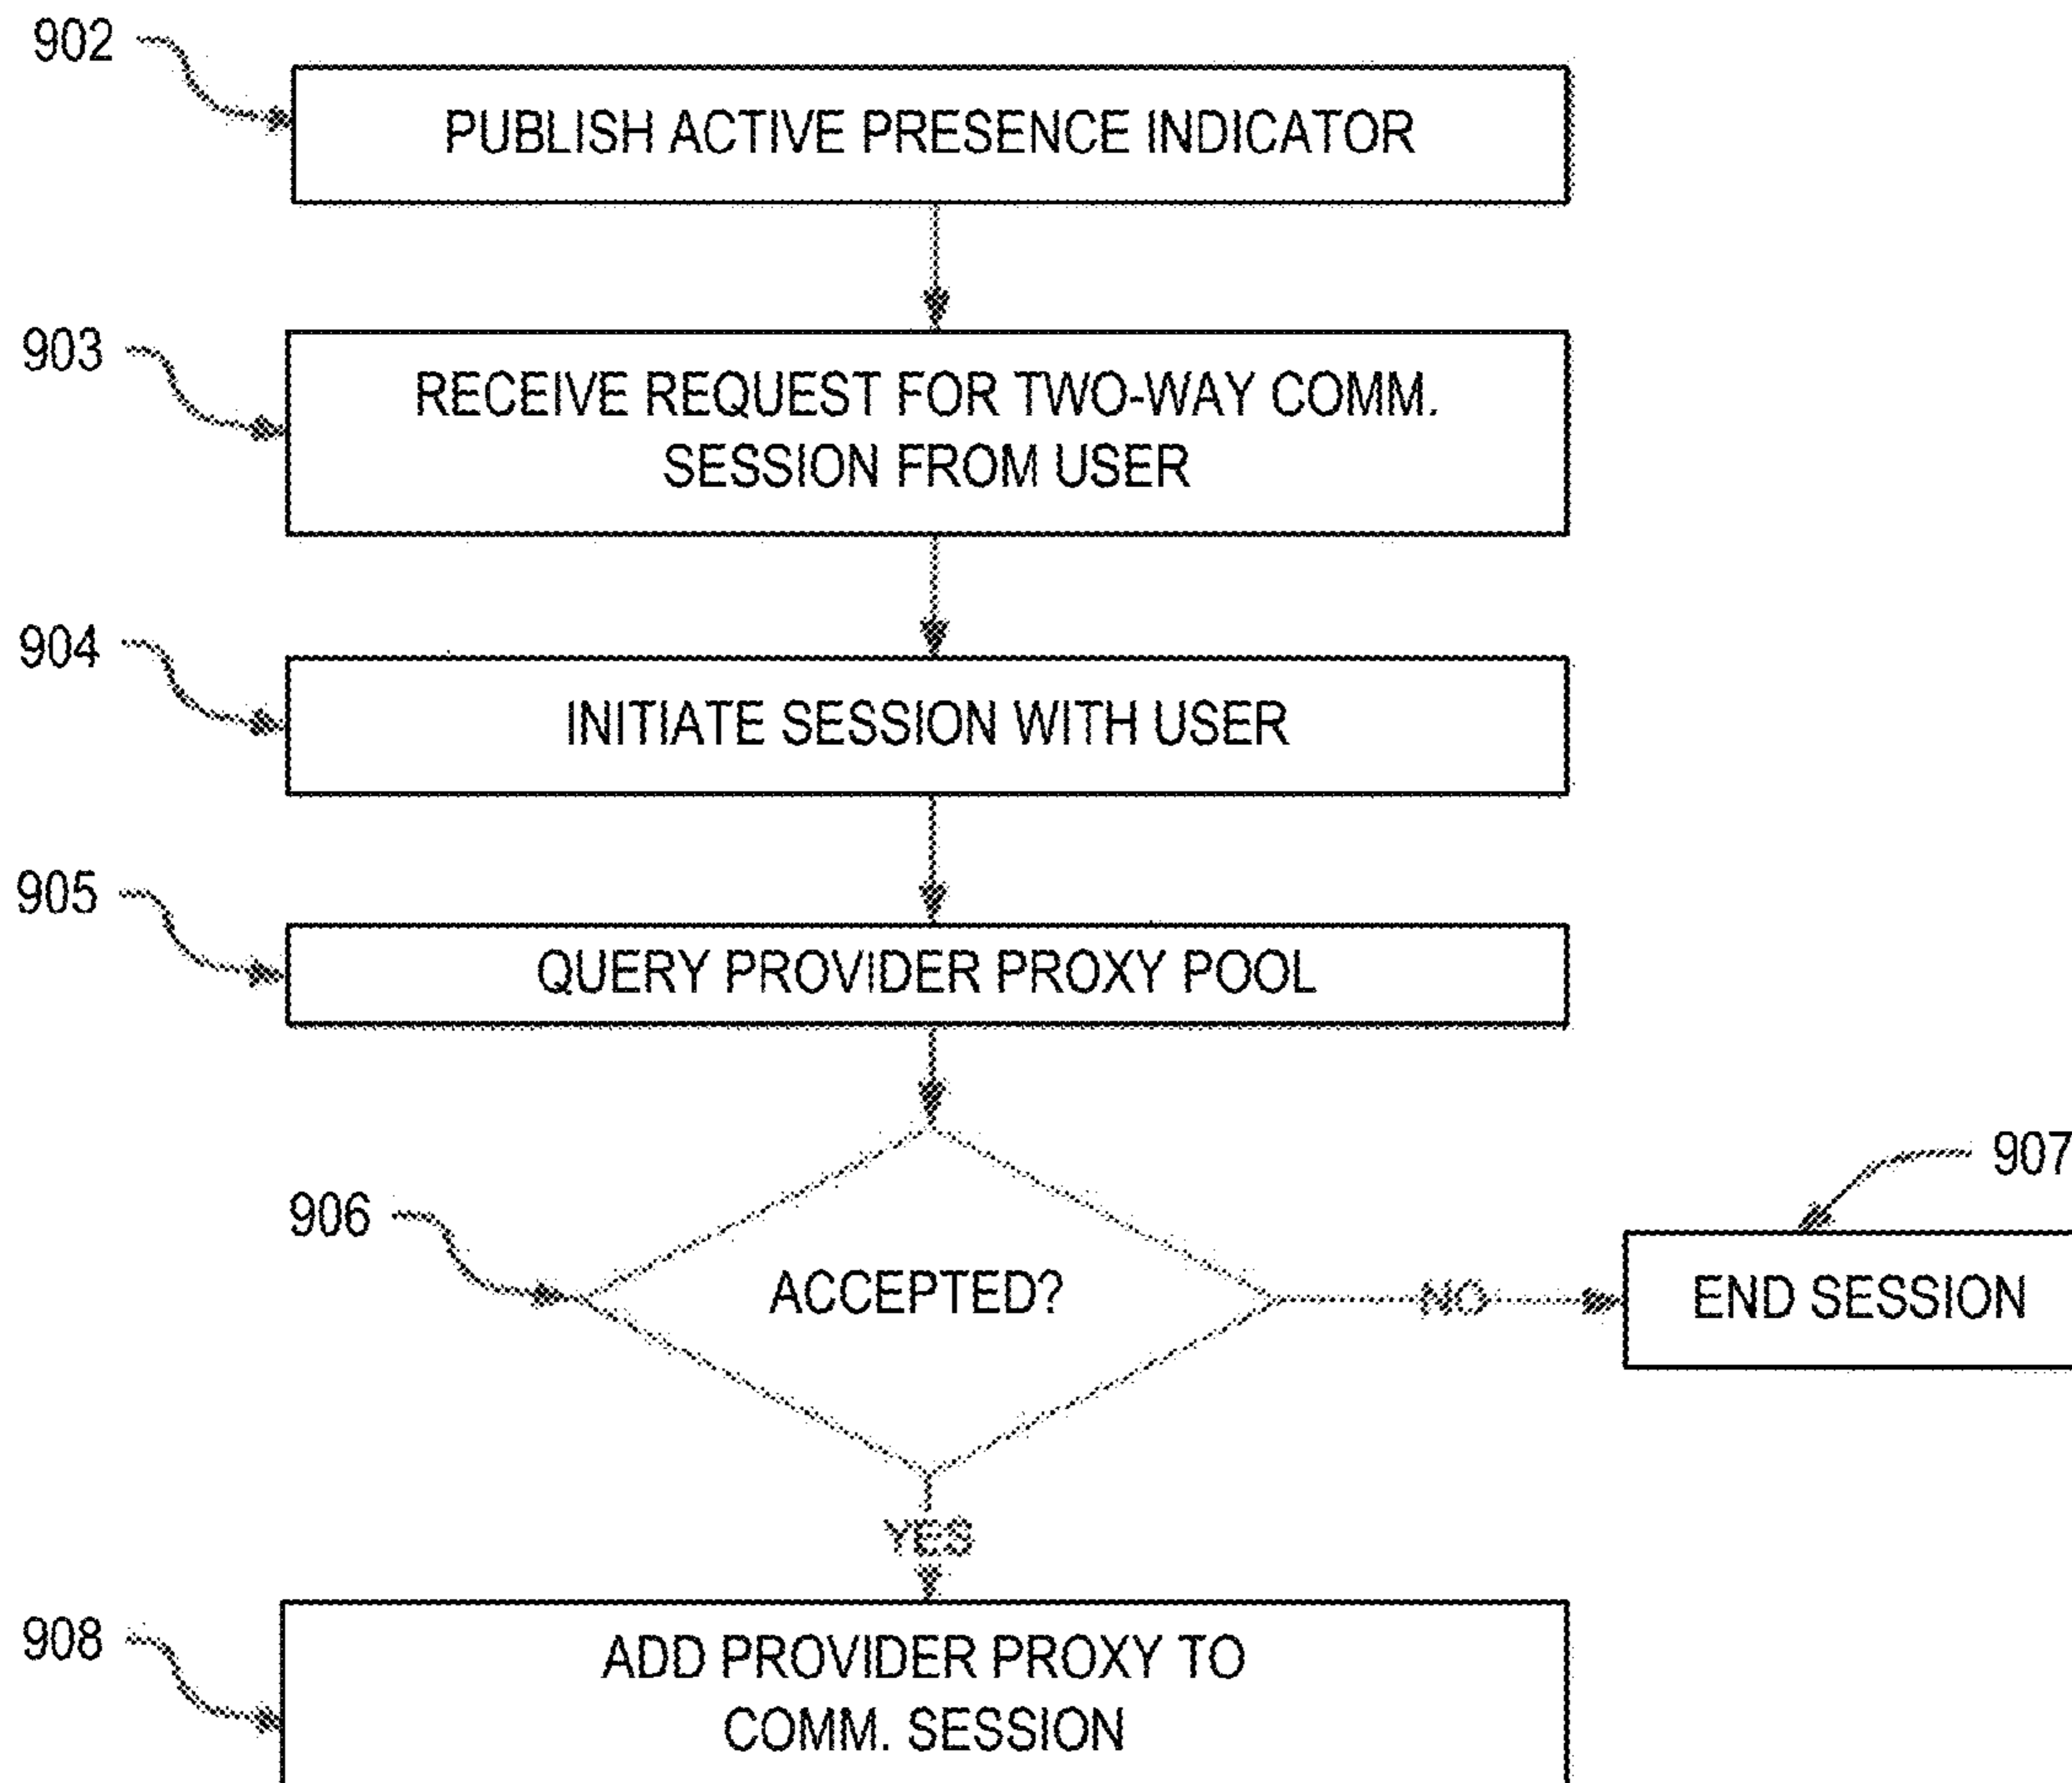 902
PUBLISH ACTIVE PRESENCE INDICATOR
903
RECEIVE REQUEST FOR TWO-WAY COMM.
SESSION FROM USER
904
INITIATE SESSION WITH USER
905
QUERY PROVIDER PROXY POOL
906
ACCEPTED?
NO
907
END SESSION
YES
908
ADD PROVIDER PROXY TO
COMM. SESSION